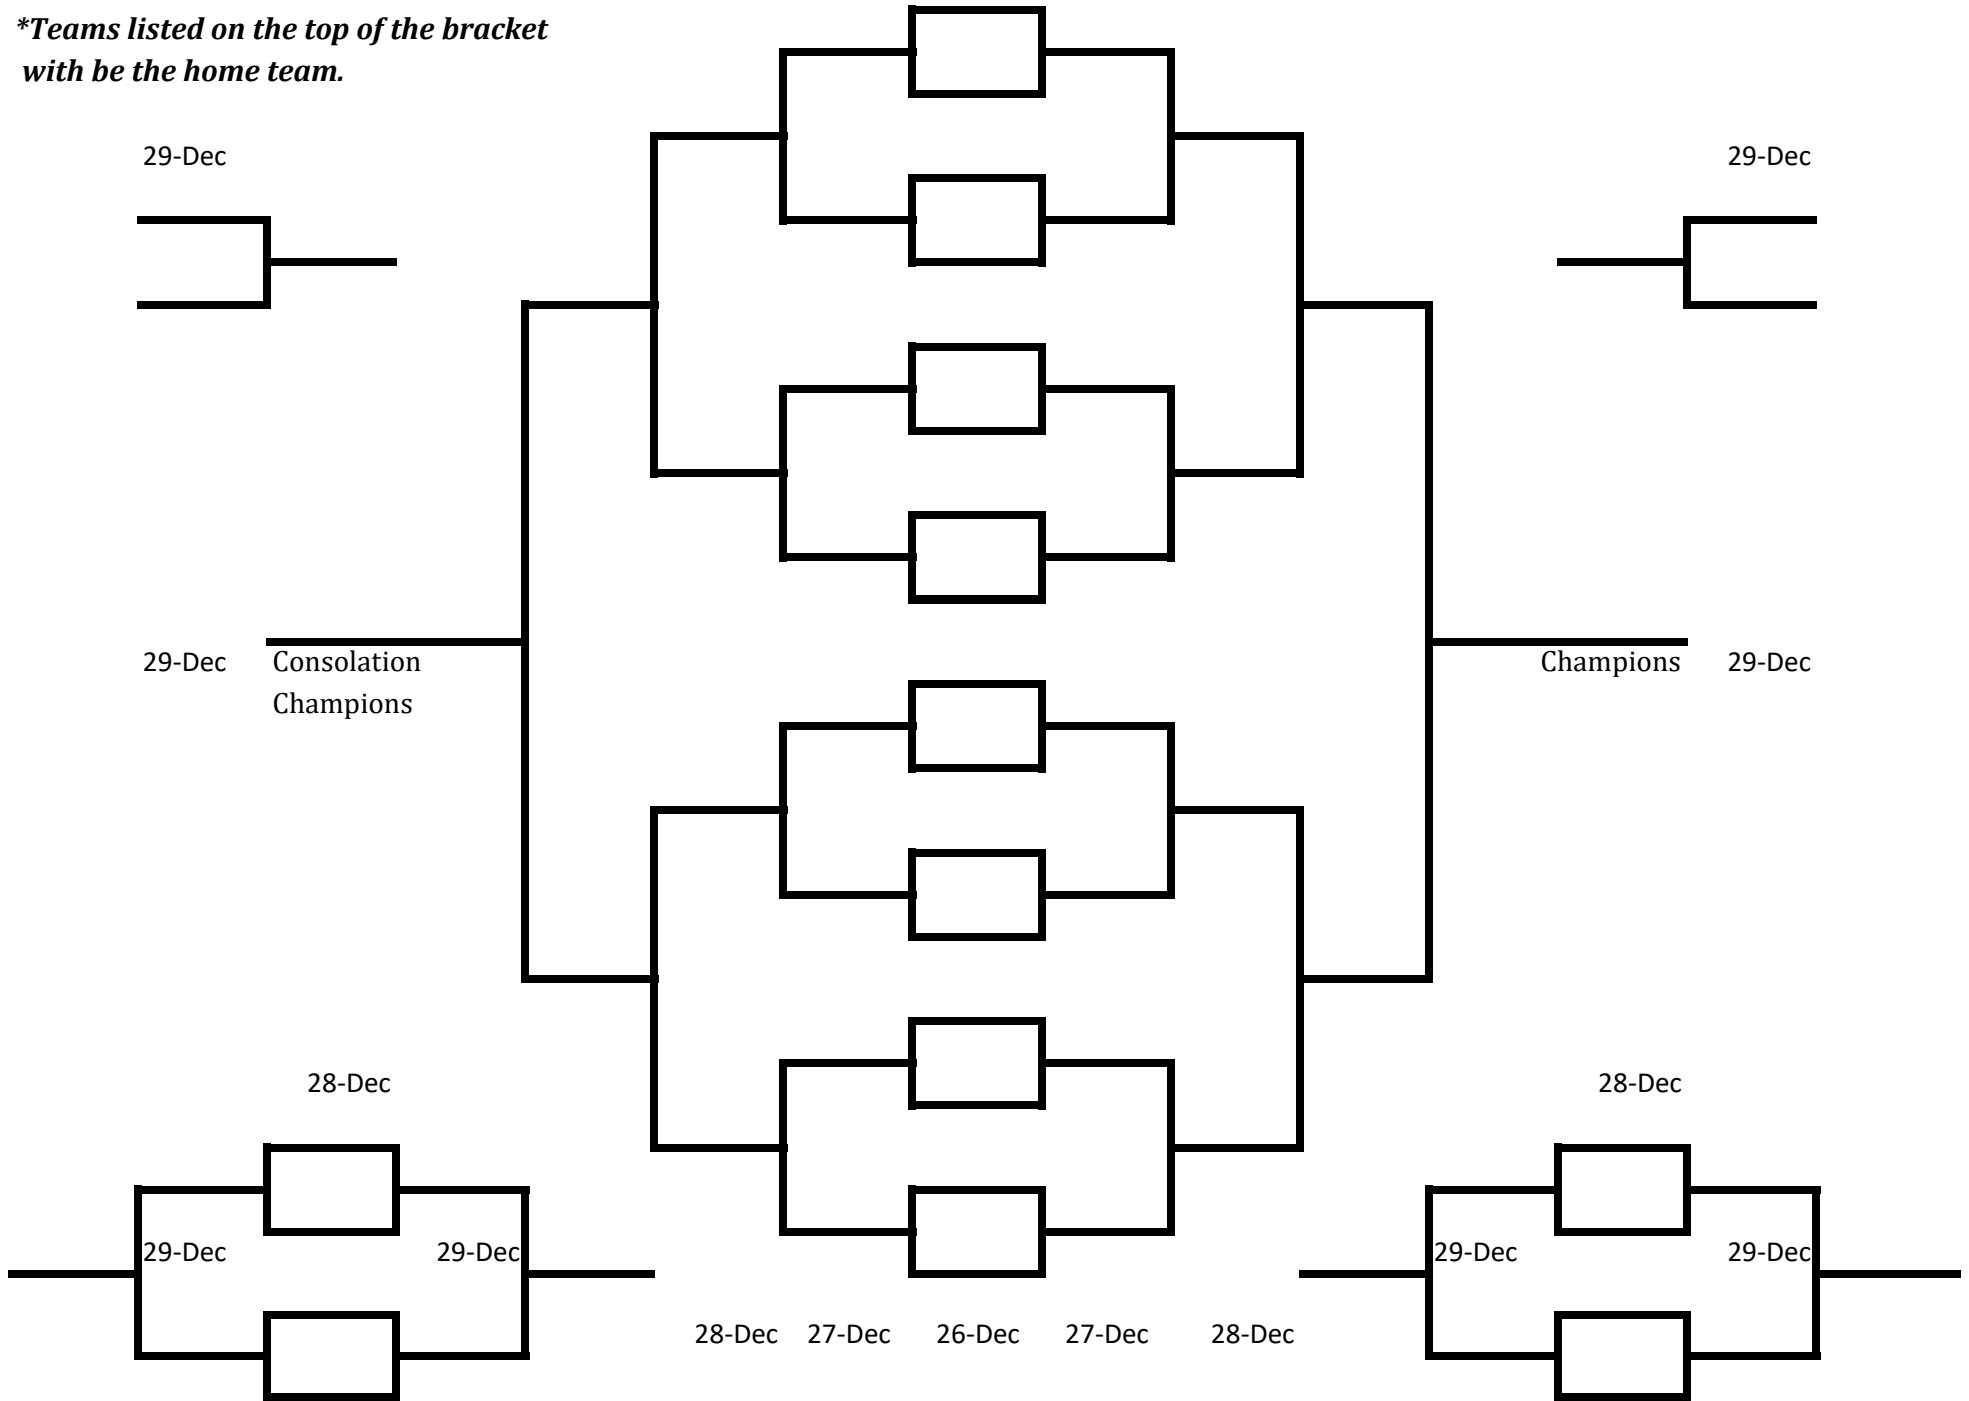 *Teams listed on the top of the bracket
with be the home team.
29-Dec
29-Dec
29-Dec
Consolation
Champions
Champions
29-Dec
28-Dec
28-Dec
29-Dec
29-Dec
29-Dec
29-Dec
28-Dec
27-Dec
26-Dec
27-Dec
28-Dec